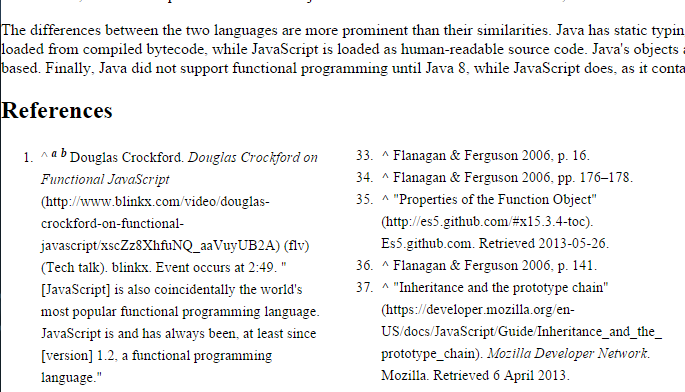 The differences between the two languages are more prominent than their similarities. Java has static typin
loaded from compiled bytecode, while JavaScript is loaded as human-readable source code. Java's objects
based. Finally, Java did not support functional programming until Java 8, while JavaScript does, as it conta
References
1. ^ a b Douglas Crockford. Douglas Crockford on
Functional JavaScript
(http://www.blinkx.com/video/douglas-
crockford-on-functional-
javascript/xscZz8XhfuNQ_aaVuyUB2A) (flv)
(Tech talk). blinkx. Event occurs at 2:49. "
[JavaScript] is also coincidentally the world's
most popular functional programming language.
JavaScript is and has always been, at least since
[version] 1.2, a functional programming
language."
33. ^ Flanagan & Ferguson 2006, p. 16.
34. ^ Flanagan & Ferguson 2006, pp. 176–178.
35. ^ "Properties of the Function Object"
(http://es5.github.com/#x15.3.4-toc).
Es5.github.com. Retrieved 2013-05-26.
36. ^ Flanagan & Ferguson 2006, p. 141.
37. ^ "Inheritance and the prototype chain"
(https://developer.mozilla.org/en-
US/docs/JavaScript/Guide/Inheritance_and_the_
prototype_chain). Mozilla Developer Network.
Mozilla. Retrieved 6 April 2013.